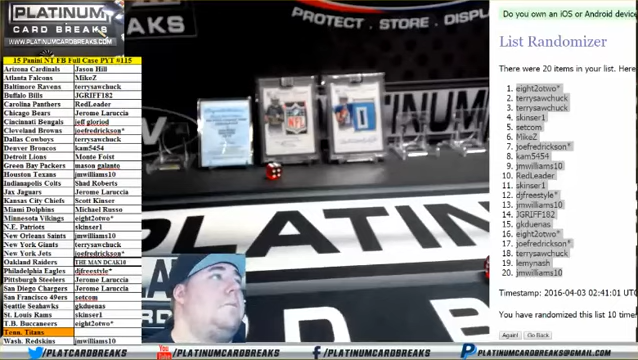 PLATINUM
CARD BREAKS
WWW.PLATINUMCARDBREAKS.COM
15 Panini NT FB Full Case PYT #115
Arizona Cardinals Jason Hill
Atlanta Falcons MikeZ
Baltimore Ravens terrysawchuck
Buffalo Bills JGRIFF182
Carolina Panthers RedLeader
Chicago Bears Jerome Laruccia
Cincinnati Bengals jeff gloriod
Cleveland Browns joefredrickson*
Dallas Cowboys terrysawchuck
Denver Broncos kam5454
Detroit Lions Monte Foist
Green Bay Packers mason galanto
Houston Texans jmwilliams10
Indianapolis Colts Shad Roberts
Jax Jaguars Jerome Laruccia
Kansas City Chiefs Scott Kinser
Miami Dolphins Michael Russo
Minnesota Vikings eight2otwo*
N.E. Patriots skinser1
New Orleans Saints jmwilliams10
New York Giants terrysawchuck
New York Jets joefredrickson*
Oakland Raiders THE MAN DCAK10
Philadelphia Eagles djfreestyle*
Pittsburgh Steelers Jerome Laruccia
San Diego Chargers Jerome Laruccia
San Francisco 49ers setcom
Seattle Seahawks gkduenas
St. Louis Rams skinser1
T.B. Buccaneers eight2otwo*
Tenn. Titans
Wash. Redskins jmwilliams10
PROTECT . STORE . DISPL
NFL
PLATINUM
Do you own an iOS or Android device
List Randomizer
There were 20 items in your list. Here
1. eight2otwo*
2. terrysawchuck
3. terrysawchuck
4. skinser1
5. setcom
6. MikeZ
7. joefredrickson*
8. kam5454
9. jmwilliams10
10. RedLeader
11. skinser1
12. djfreestyle*
13. jmwilliams10
14. JGRIFF182
15. gkduenas
16. eight2otwo*
17. joefredrickson*
18. terrysawchuck
19. lemynash
20. jmwilliams10
Timestamp: 2016-04-03 02:41:01 UTC
You have randomized this list 10 times
Again! Go Back
/PLATCARDBREAKS
/PLATINUMCARDBREAKS
/PLATINUMCARDBREAKS